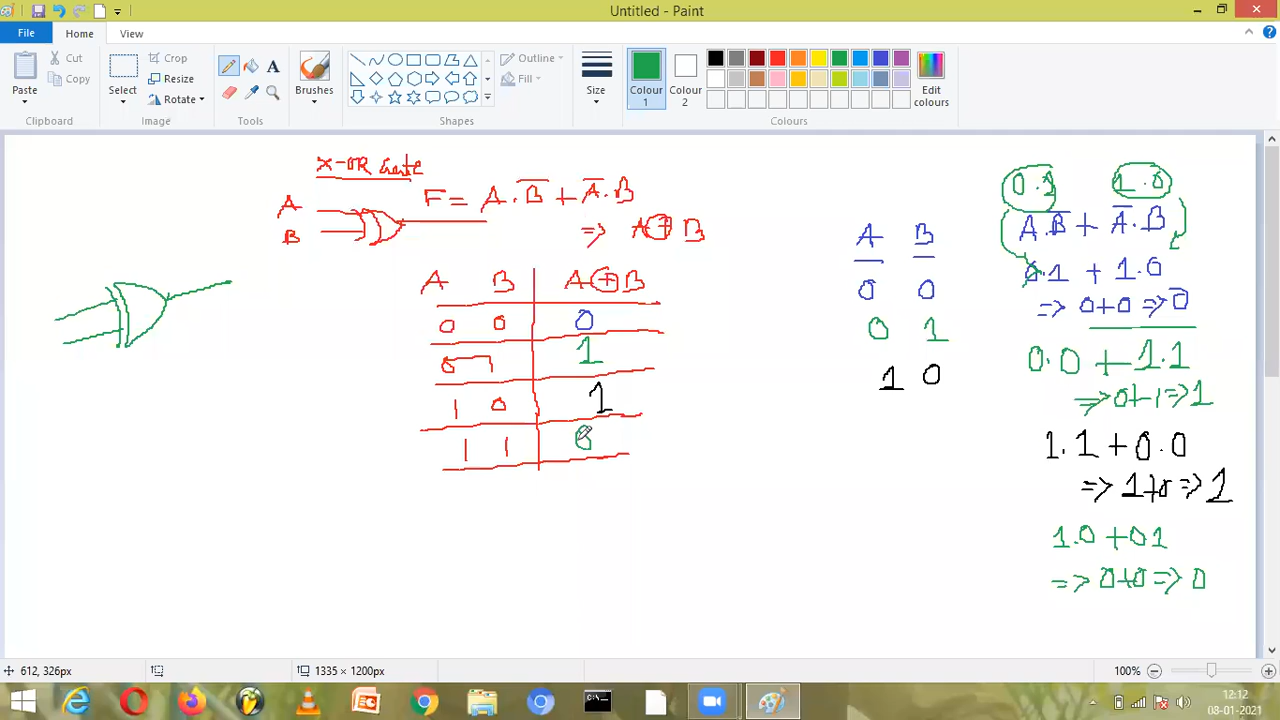 Untitled - Paint
File Home View
Paste Cut Copy Clipboard
Select Crop Resize Rotate Image
Tools
Brushes
Shapes Outline Fill
Size
Colour 1 Colour 2 Edit colours Colours
X-OR Gate
A
B
F = A.B̅ + A̅.B
=> A⊕B
A B A⊕B
0 0 0
0 1 1
1 0 1
1 1 0
A B
0 0
0 1
1 0
0.1 1.0
A.B̅ + A̅.B
0.1 + 1.0
=> 0+0 => 0
0.0 + 1.1
=> 0+1 => 1
1.1 + 0.0
=> 1+0 => 1
1.0 + 0.1
=> 0+0 => 0
612, 326px 1335 × 1200px 100%
12:12
08-01-2021